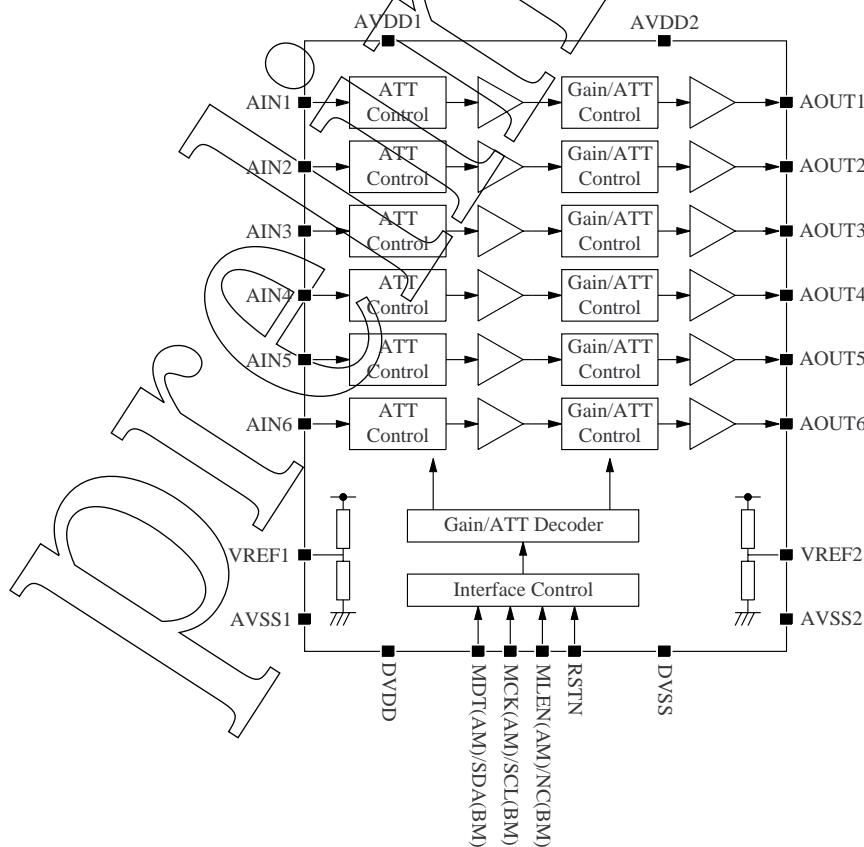 AVDD1 AVDD2
AIN1 ATT Control Gain/ATT Control AOUT1
AIN2 ATT Control Gain/ATT Control AOUT2
AIN3 ATT Control Gain/ATT Control AOUT3
AIN4 ATT Control Gain/ATT Control AOUT4
AIN5 ATT Control Gain/ATT Control AOUT5
AIN6 ATT Control Gain/ATT Control AOUT6
Gain/ATT Decoder
VREF1 VREF2
Interface Control
AVSS1 AVSS2
DVDD
MDT(AM)/SDA(BM)
MCK(AM)/SCL(BM)
MLEN(AM)/NC(BM)
RSTN
DVSS